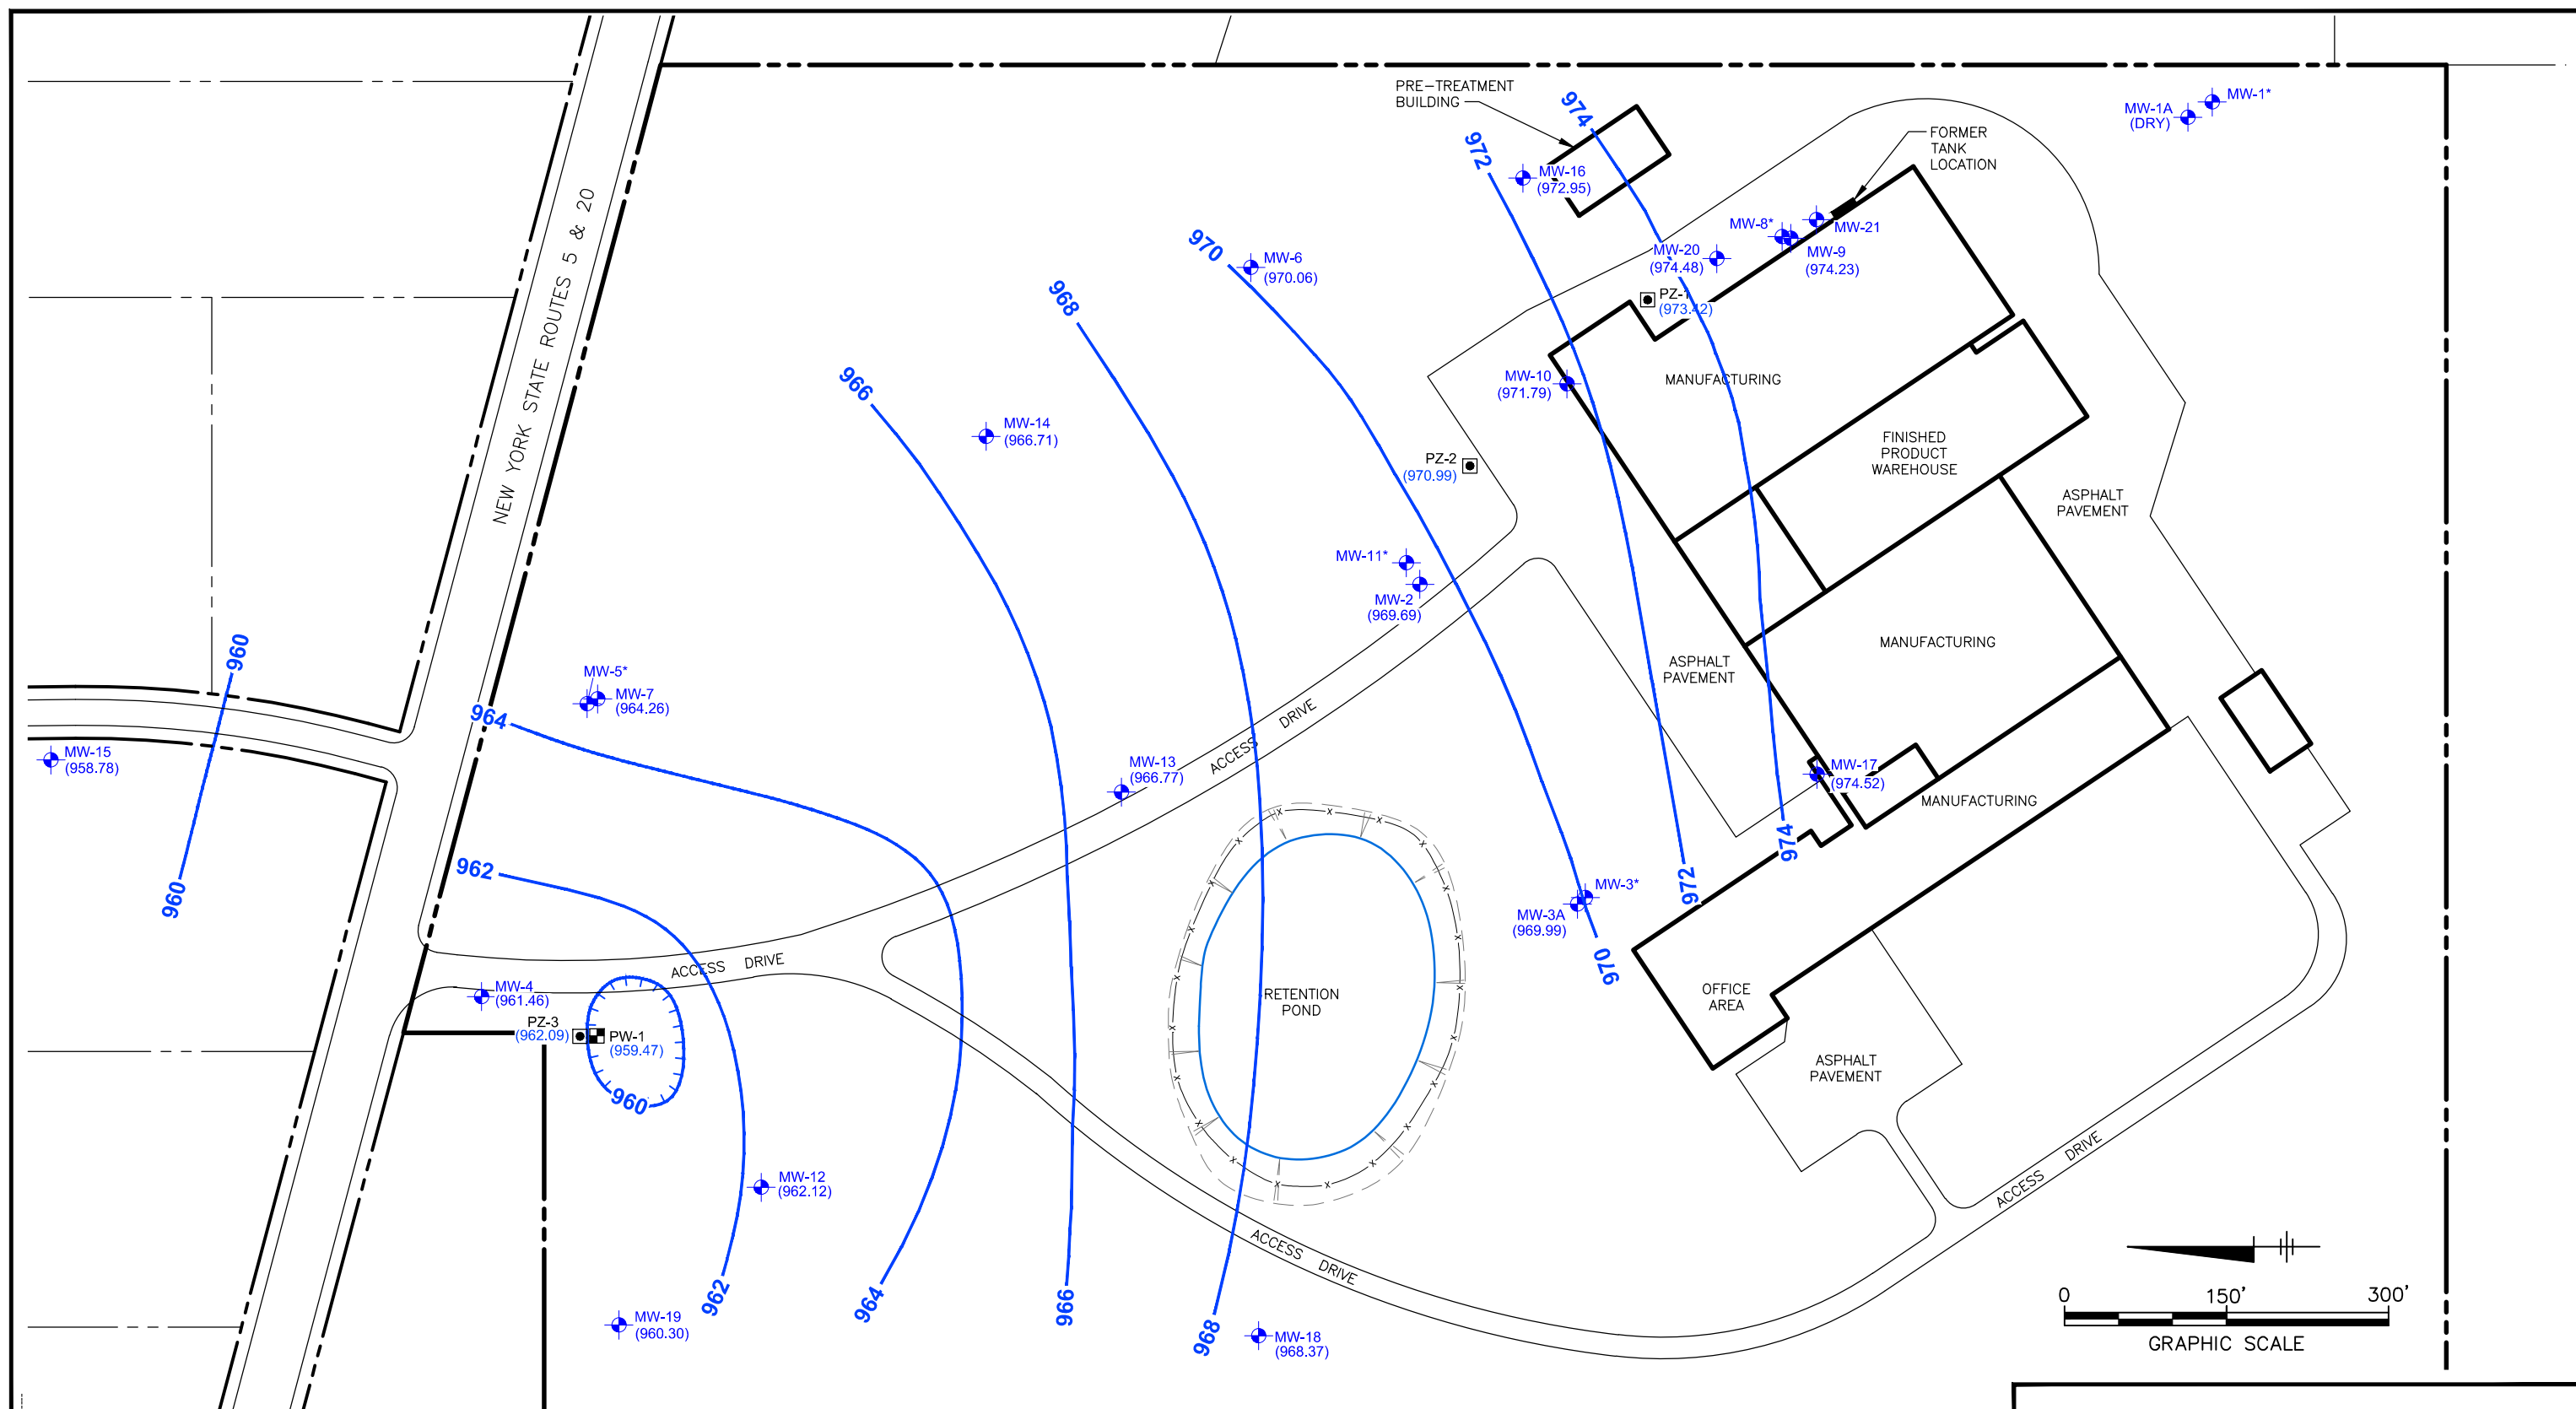 PRE-TREATMENT
BUILDING
974
972
FORMER
TANK
LOCATION
MW-1A
(DRY)
MW-1*
MW-16
(972.95)
MW-8*
MW-21
MW-20
(974.48)
MW-9
(974.23)
NEW YORK STATE ROUTES 5 & 20
970
MW-6
(970.06)
968
PZ-1
(973.42)
966
MW-10
(971.79)
MANUFACTURING
MW-14
(966.71)
PZ-2
(970.99)
FINISHED
PRODUCT
WAREHOUSE
ASPHALT
PAVEMENT
MW-11*
MW-2
(969.69)
960
MW-5*
MW-7
(964.26)
964
ASPHALT
PAVEMENT
MANUFACTURING
MW-15
(958.78)
MW-13
(966.77)
ACCESS DRIVE
MW-17
(974.52)
MANUFACTURING
974
962
960
972
MW-3*
MW-3A
(969.99)
970
ACCESS DRIVE
MW-4
(961.46)
PZ-3
(962.09)
PW-1
(959.47)
960
RETENTION
POND
OFFICE
AREA
ASPHALT
PAVEMENT
MW-12
(962.12)
ACCESS DRIVE
ACCESS DRIVE
962
964
966
968
MW-19
(960.30)
MW-18
(968.37)
0 150' 300'
GRAPHIC SCALE